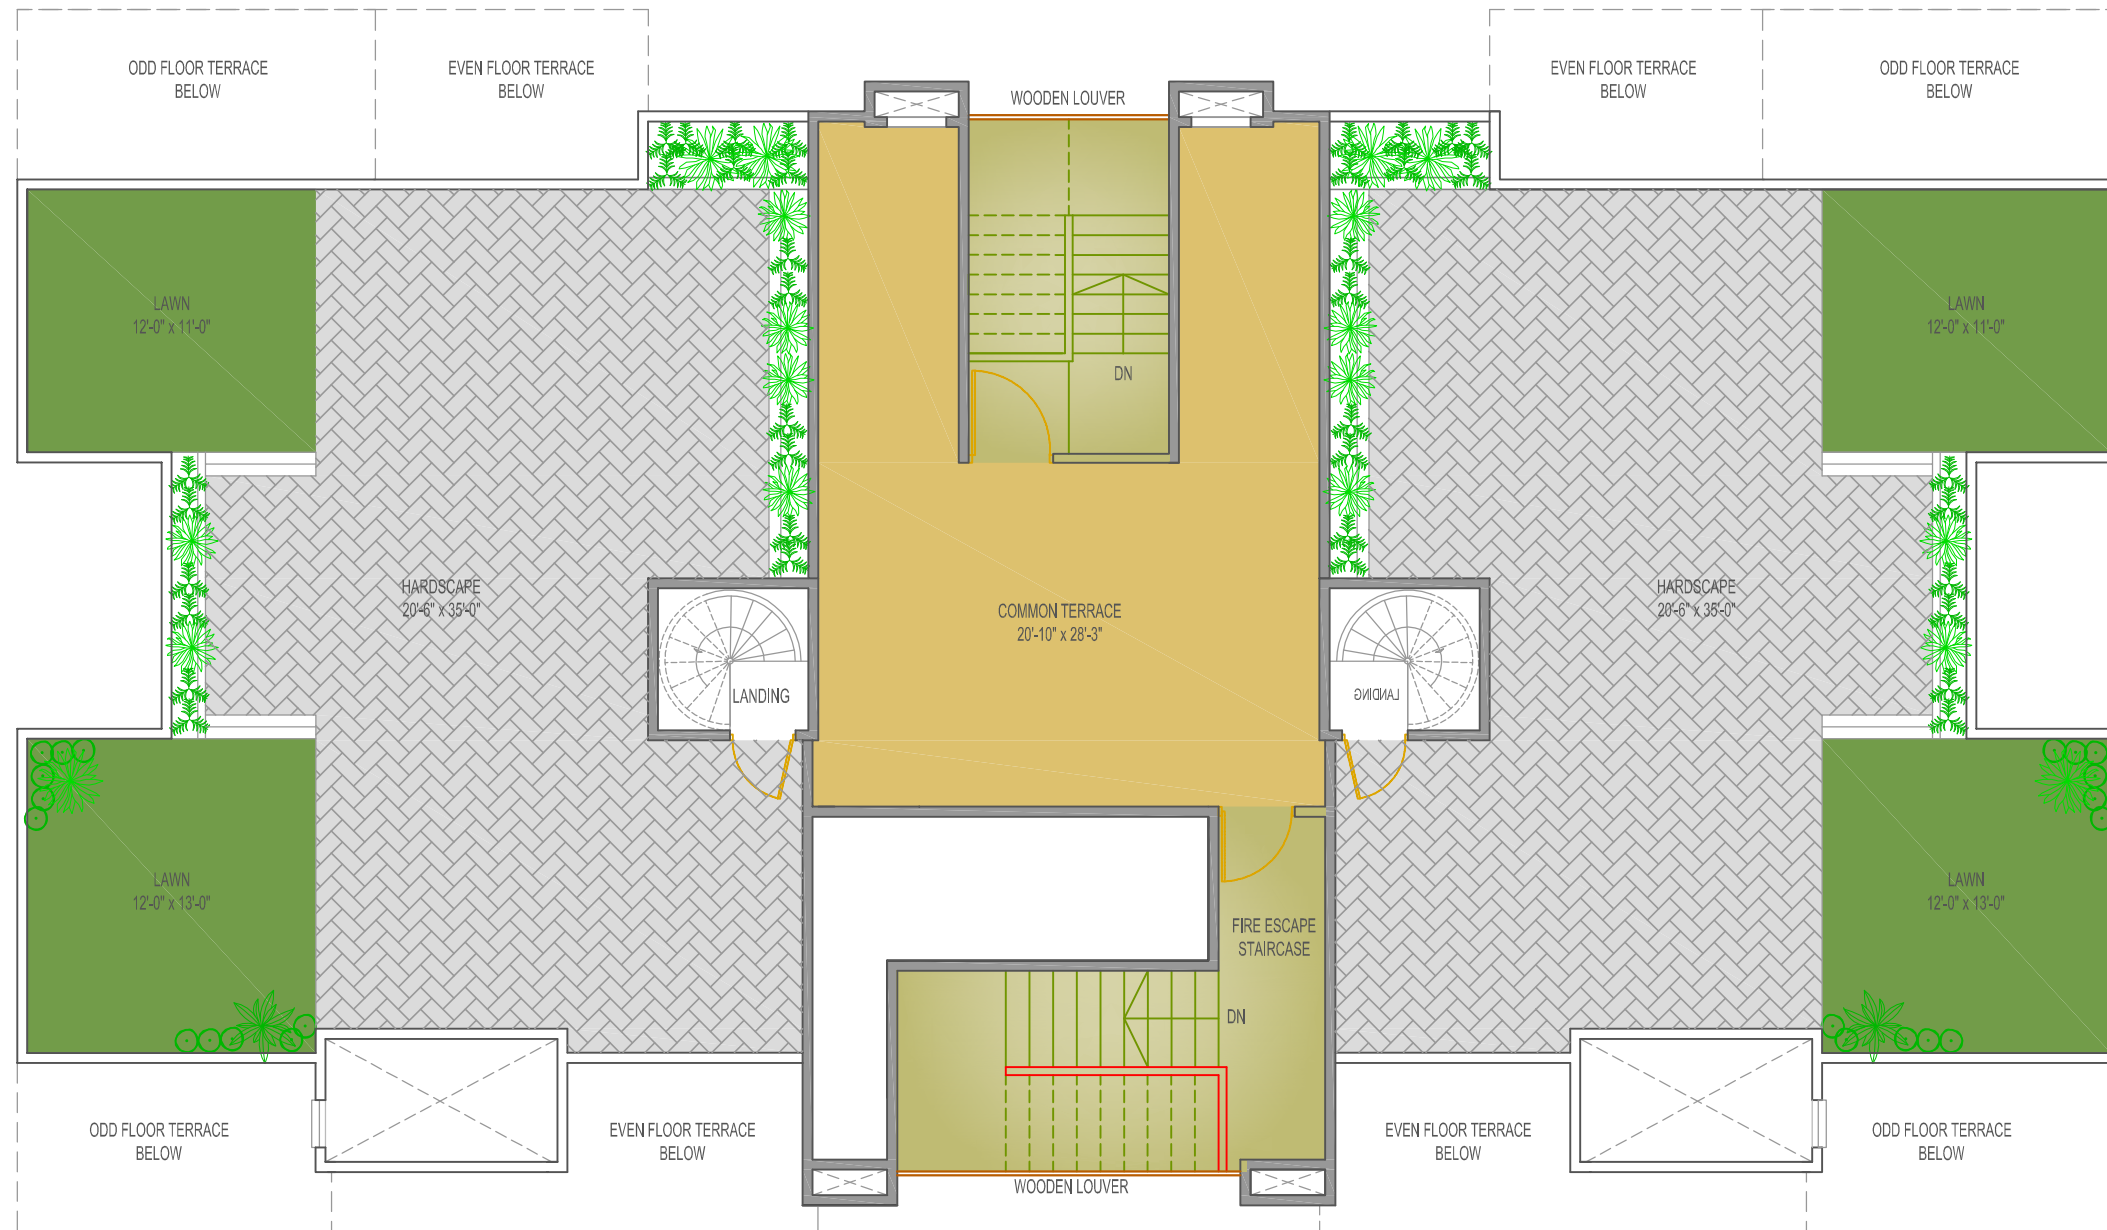 ODD FLOOR TERRACE
BELOW
EVEN FLOOR TERRACE
BELOW
WOODEN LOUVER
EVEN FLOOR TERRACE
BELOW
ODD FLOOR TERRACE
BELOW
LAWN
12'-0" x 11'-0"
LAWN
12'-0" x 11'-0"
DN
HARDSCAPE
20'-6" x 35'-0"
COMMON TERRACE
20'-10" x 28'-3"
HARDSCAPE
20'-6" x 35'-0"
LANDING
LANDING
LAWN
12'-0" x 13'-0"
LAWN
12'-0" x 13'-0"
FIRE ESCAPE
STAIRCASE
DN
ODD FLOOR TERRACE
BELOW
EVEN FLOOR TERRACE
BELOW
WOODEN LOUVER
EVEN FLOOR TERRACE
BELOW
ODD FLOOR TERRACE
BELOW